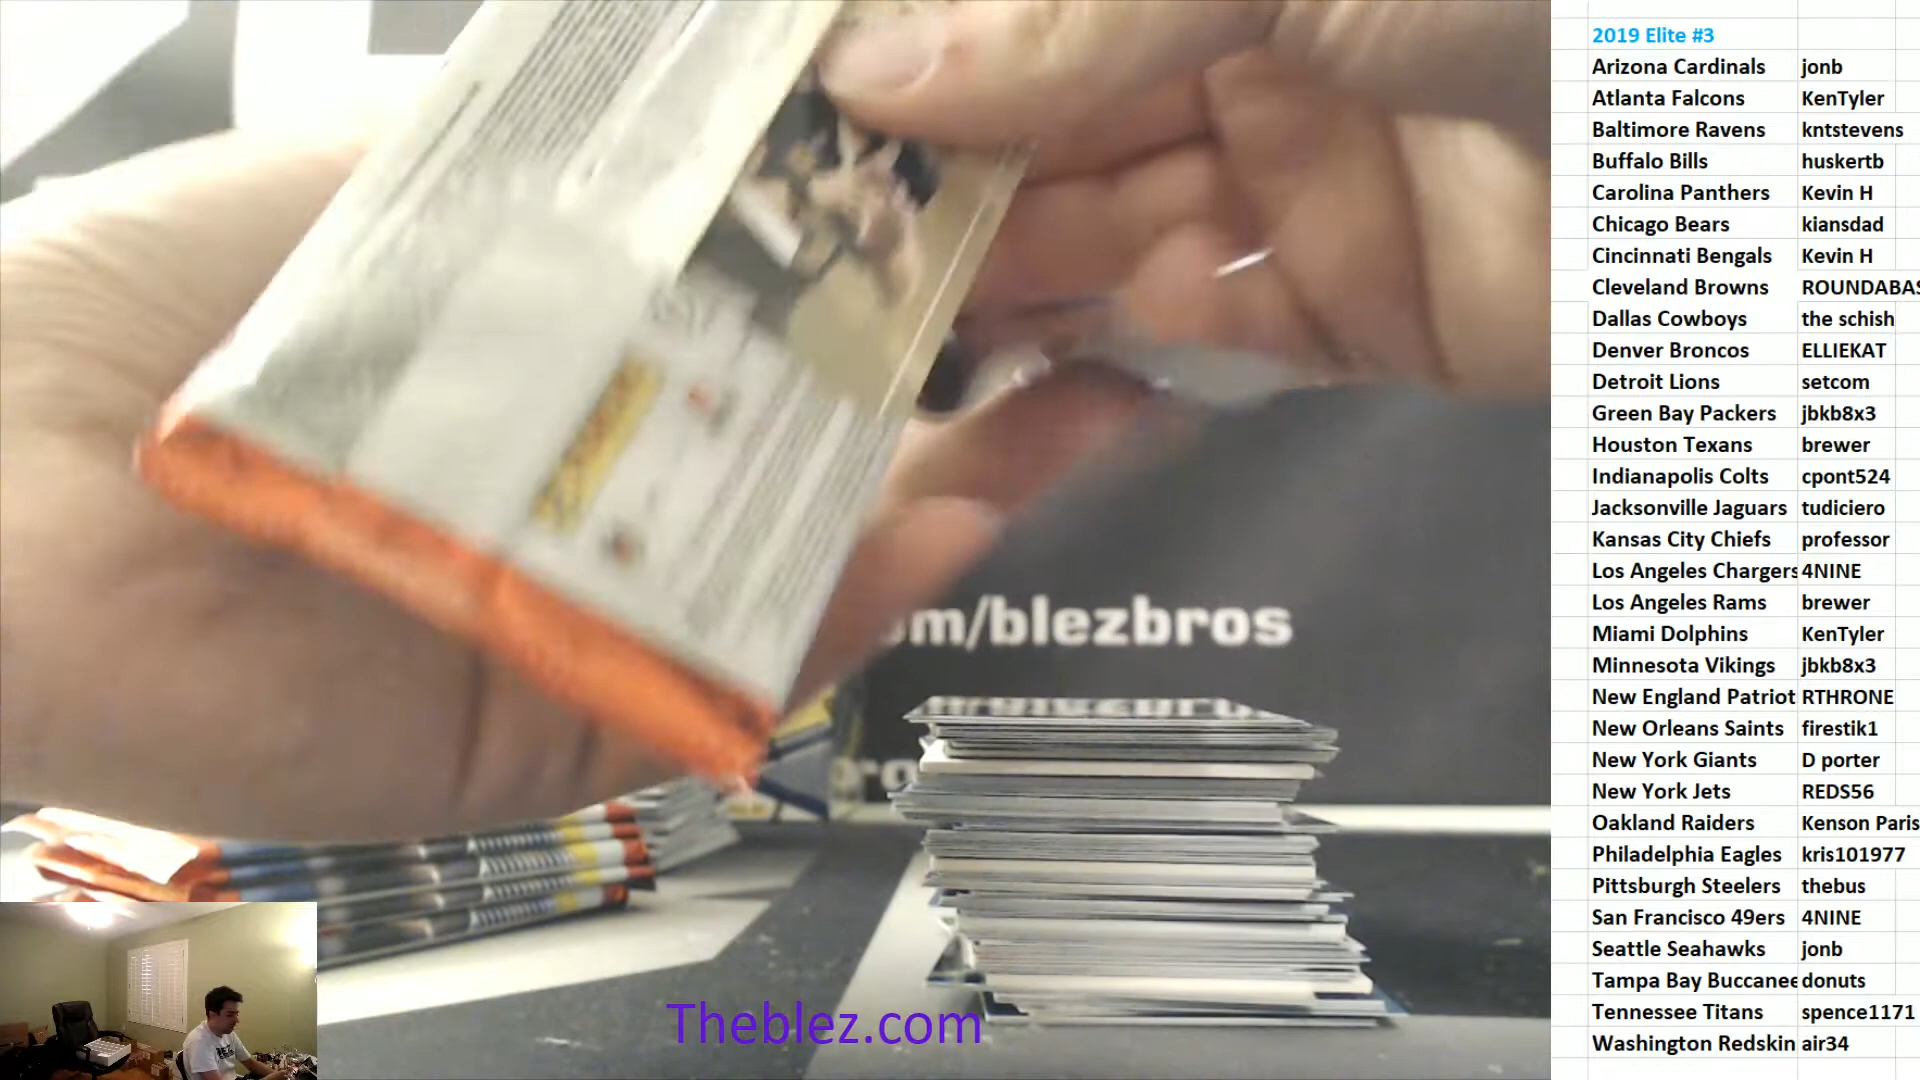 om/blezbros
Theblez.com
2019 Elite #3
Arizona Cardinals jonb
Atlanta Falcons KenTyler
Baltimore Ravens kntstevens
Buffalo Bills huskertb
Carolina Panthers Kevin H
Chicago Bears kiansdad
Cincinnati Bengals Kevin H
Cleveland Browns ROUNDABAS
Dallas Cowboys the schish
Denver Broncos ELLIEKAT
Detroit Lions setcom
Green Bay Packers jbkb8x3
Houston Texans brewer
Indianapolis Colts cpont524
Jacksonville Jaguars tudiciero
Kansas City Chiefs professor
Los Angeles Chargers 4NINE
Los Angeles Rams brewer
Miami Dolphins KenTyler
Minnesota Vikings jbkb8x3
New England Patriot RTHRONE
New Orleans Saints firestik1
New York Giants D porter
New York Jets REDS56
Oakland Raiders Kenson Paris
Philadelphia Eagles kris101977
Pittsburgh Steelers thebus
San Francisco 49ers 4NINE
Seattle Seahawks jonb
Tampa Bay Buccanee donuts
Tennessee Titans spence1171
Washington Redskin air34